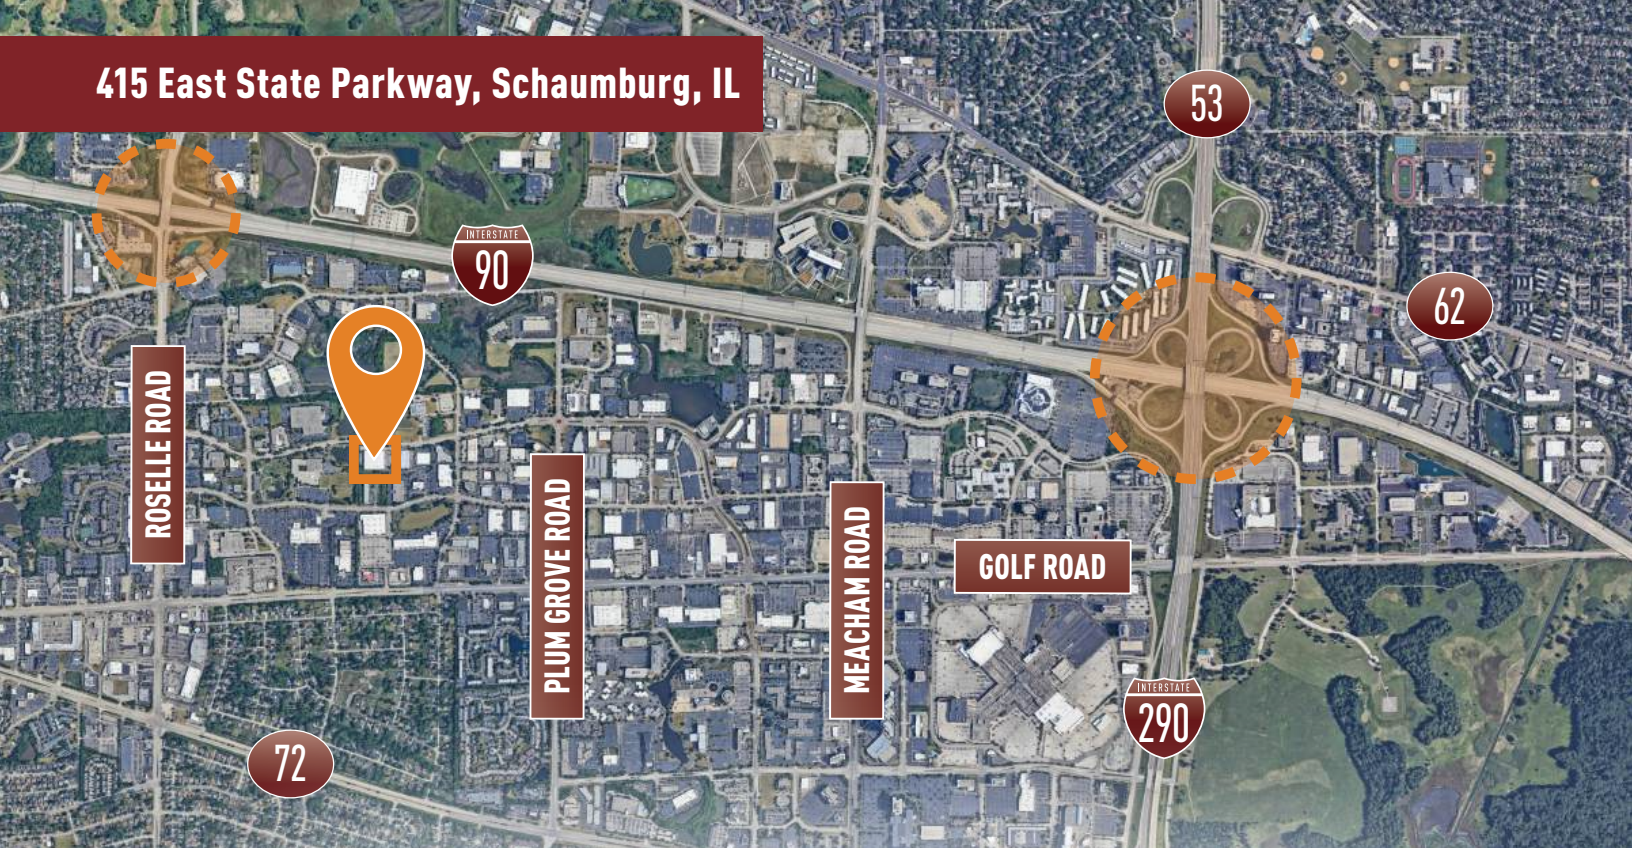 415 East State Parkway, Schaumburg, IL
53
INTERSTATE
90
62
ROSELLE ROAD
PLUM GROVE ROAD
MEACHAM ROAD
GOLF ROAD
INTERSTATE
290
72